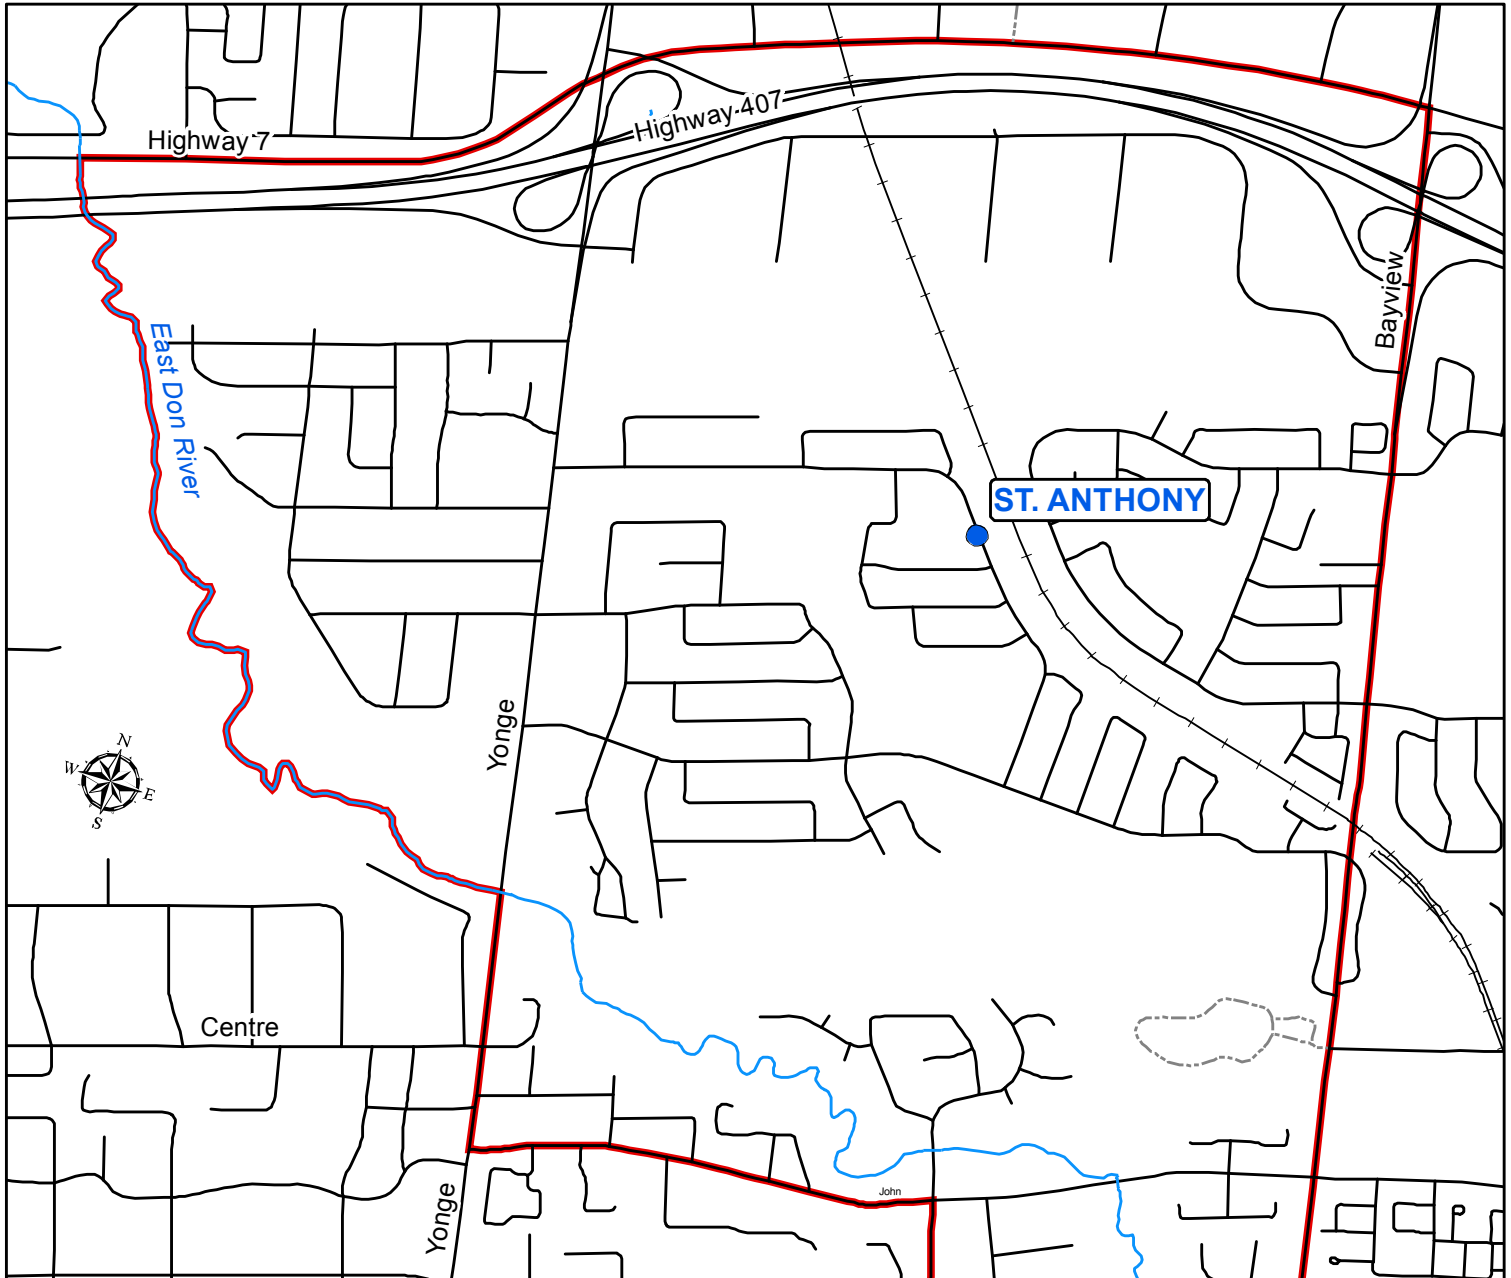 Highway 407
Highway 7
Bayview
East Don River
ST. ANTHONY
Yonge
N
W
E
S
Centre
John
Yonge